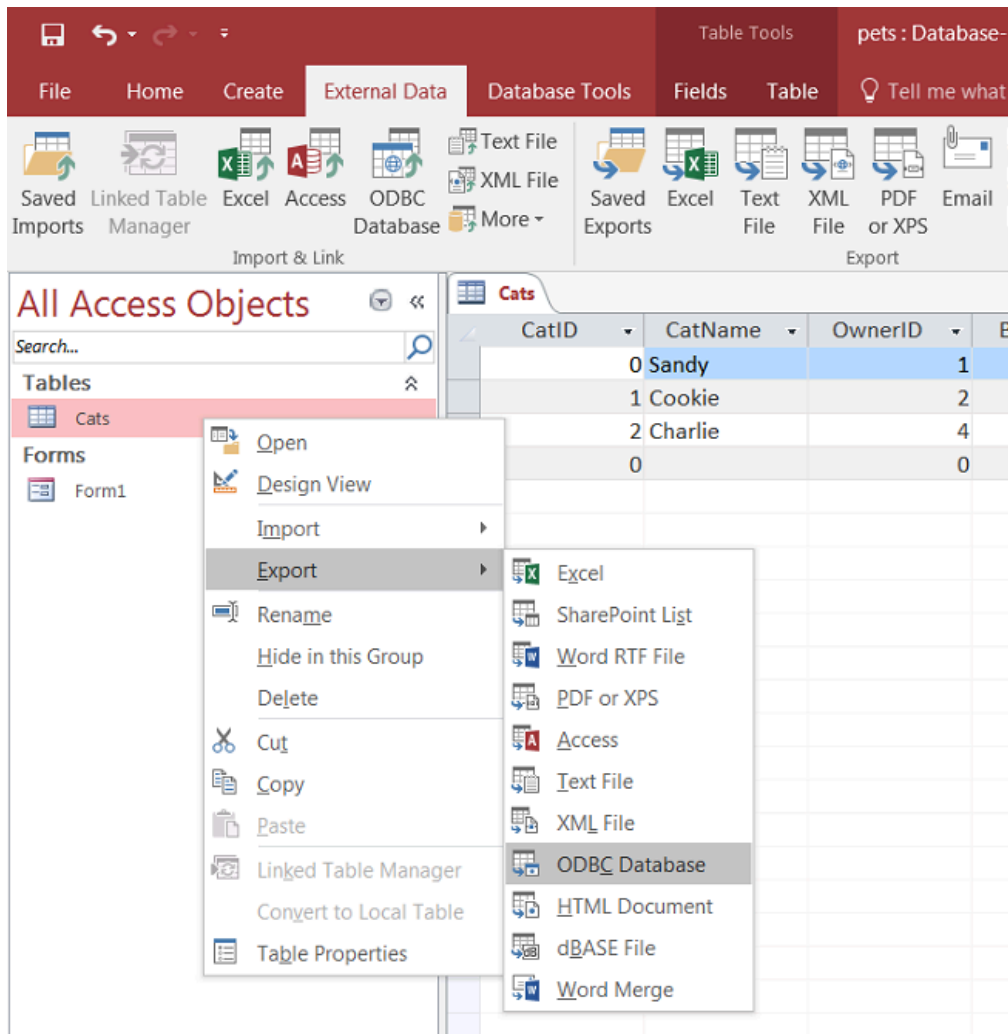 Table Tools pets : Database-
File Home Create External Data Database Tools Fields Table Tell me what
Saved Imports
Linked Table Manager
Excel
Access
ODBC Database
Text File
XML File
More
Import & Link
Saved Exports
Excel
Text File
XML File
PDF or XPS
Email
Export
All Access Objects
Search...
Tables
Cats
Forms
Form1
Open
Design View
Import
Export
Rename
Hide in this Group
Delete
Cut
Copy
Paste
Linked Table Manager
Convert to Local Table
Table Properties
Excel
SharePoint List
Word RTF File
PDF or XPS
Access
Text File
XML File
ODBC Database
HTML Document
dBASE File
Word Merge
Cats
CatID CatName OwnerID
0 Sandy 1
1 Cookie 2
2 Charlie 4
0 0